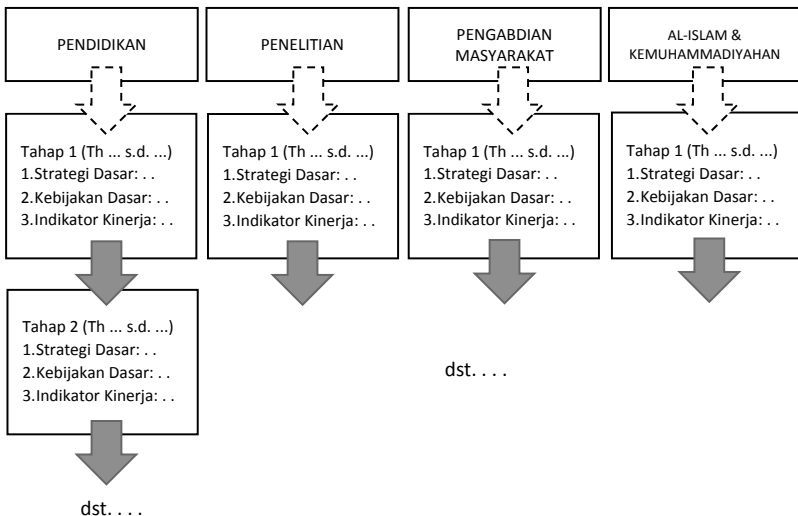 PENDIDIKAN
PENELITIAN
PENGABDIAN
MASYARAKAT
AL-ISLAM &
KEMUHAMMADIYAHAN
Tahap 1 (Th ... s.d. ...)
1.Strategi Dasar: . .
2.Kebijakan Dasar: . .
3.Indikator Kinerja: . .
Tahap 1 (Th ... s.d. ...)
1.Strategi Dasar: . .
2.Kebijakan Dasar: . .
3.Indikator Kinerja: . .
Tahap 1 (Th ... s.d. ...)
1.Strategi Dasar: . .
2.Kebijakan Dasar: . .
3.Indikator Kinerja: . .
Tahap 1 (Th ... s.d. ...)
1.Strategi Dasar: . .
2.Kebijakan Dasar: . .
3.Indikator Kinerja: . .
Tahap 2 (Th ... s.d. ...)
1.Strategi Dasar: . .
2.Kebijakan Dasar: . .
3.Indikator Kinerja: . .
dst. . . .
dst. . . .